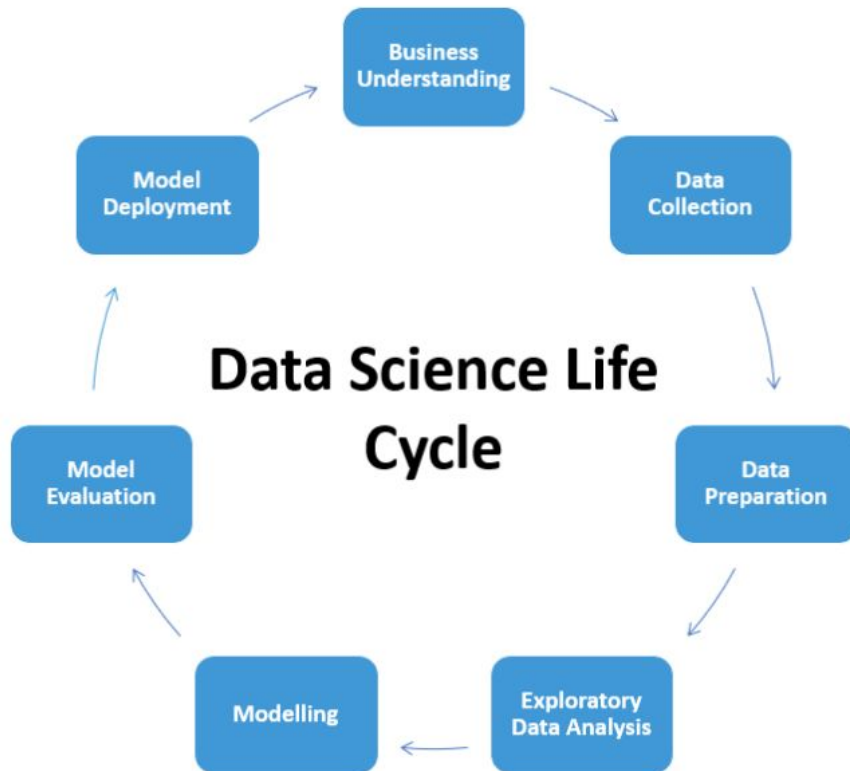 Business
Understanding
Data
Collection
Data
Preparation
Exploratory
Data Analysis
Modelling
Model
Evaluation
Model
Deployment
Data Science Life
Cycle